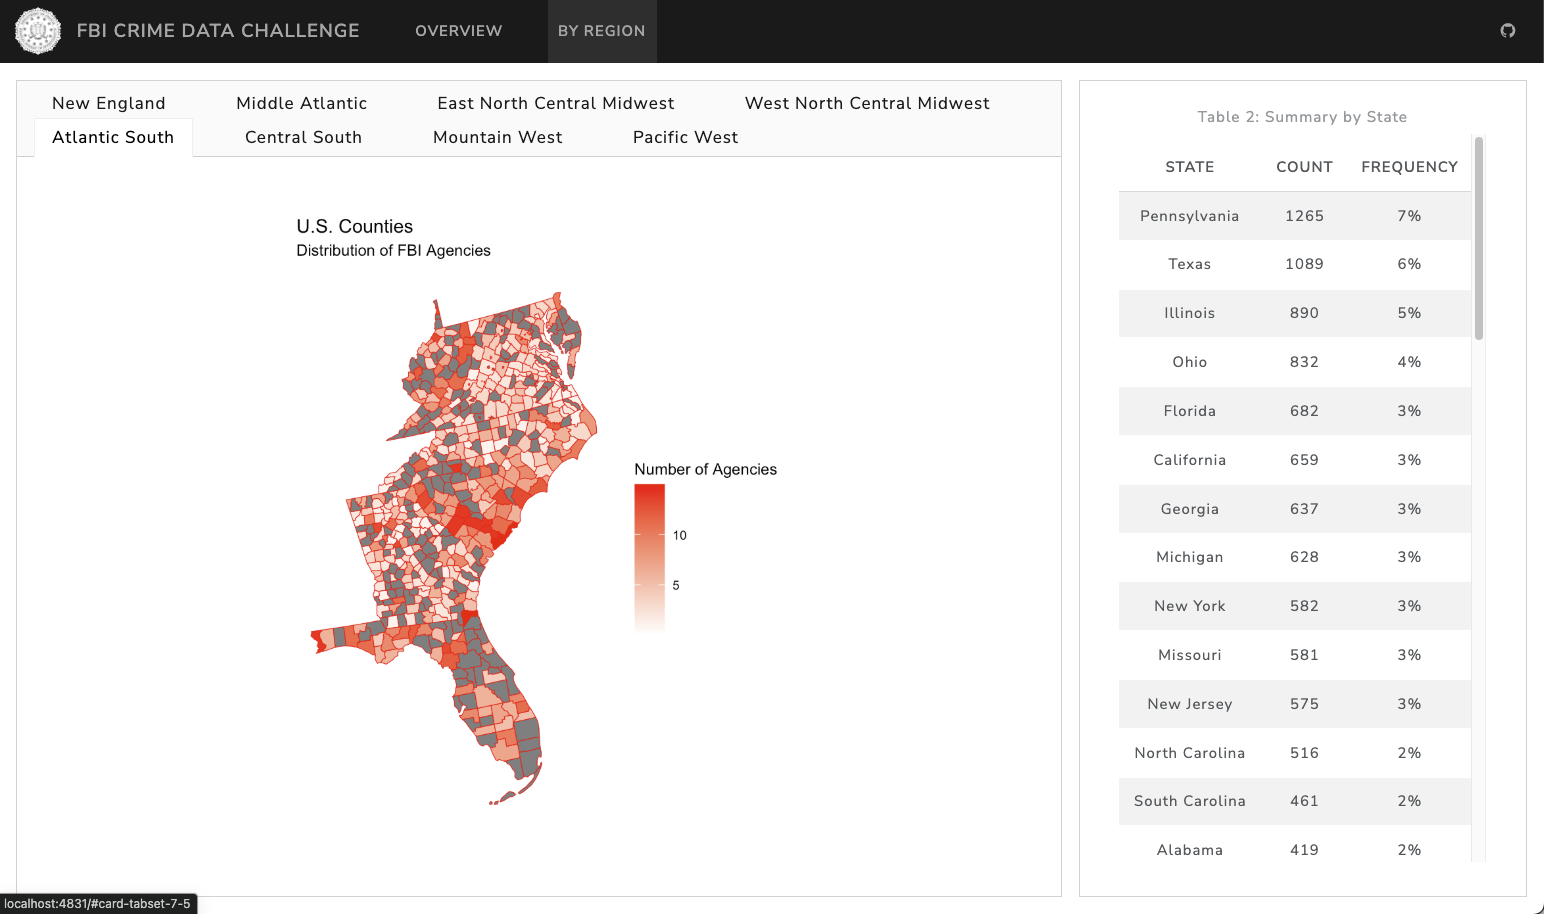 FBI CRIME DATA CHALLENGE OVERVIEW BY REGION
New England Middle Atlantic East North Central Midwest West North Central Midwest
Atlantic South Central South Mountain West Pacific West
U.S. Counties
Distribution of FBI Agencies
Number of Agencies
10
5
Table 2: Summary by State
STATE COUNT FREQUENCY
Pennsylvania 1265 7%
Texas 1089 6%
Illinois 890 5%
Ohio 832 4%
Florida 682 3%
California 659 3%
Georgia 637 3%
Michigan 628 3%
New York 582 3%
Missouri 581 3%
New Jersey 575 3%
North Carolina 516 2%
South Carolina 461 2%
Alabama 419 2%
localhost:4831/#card-tabset-7-5